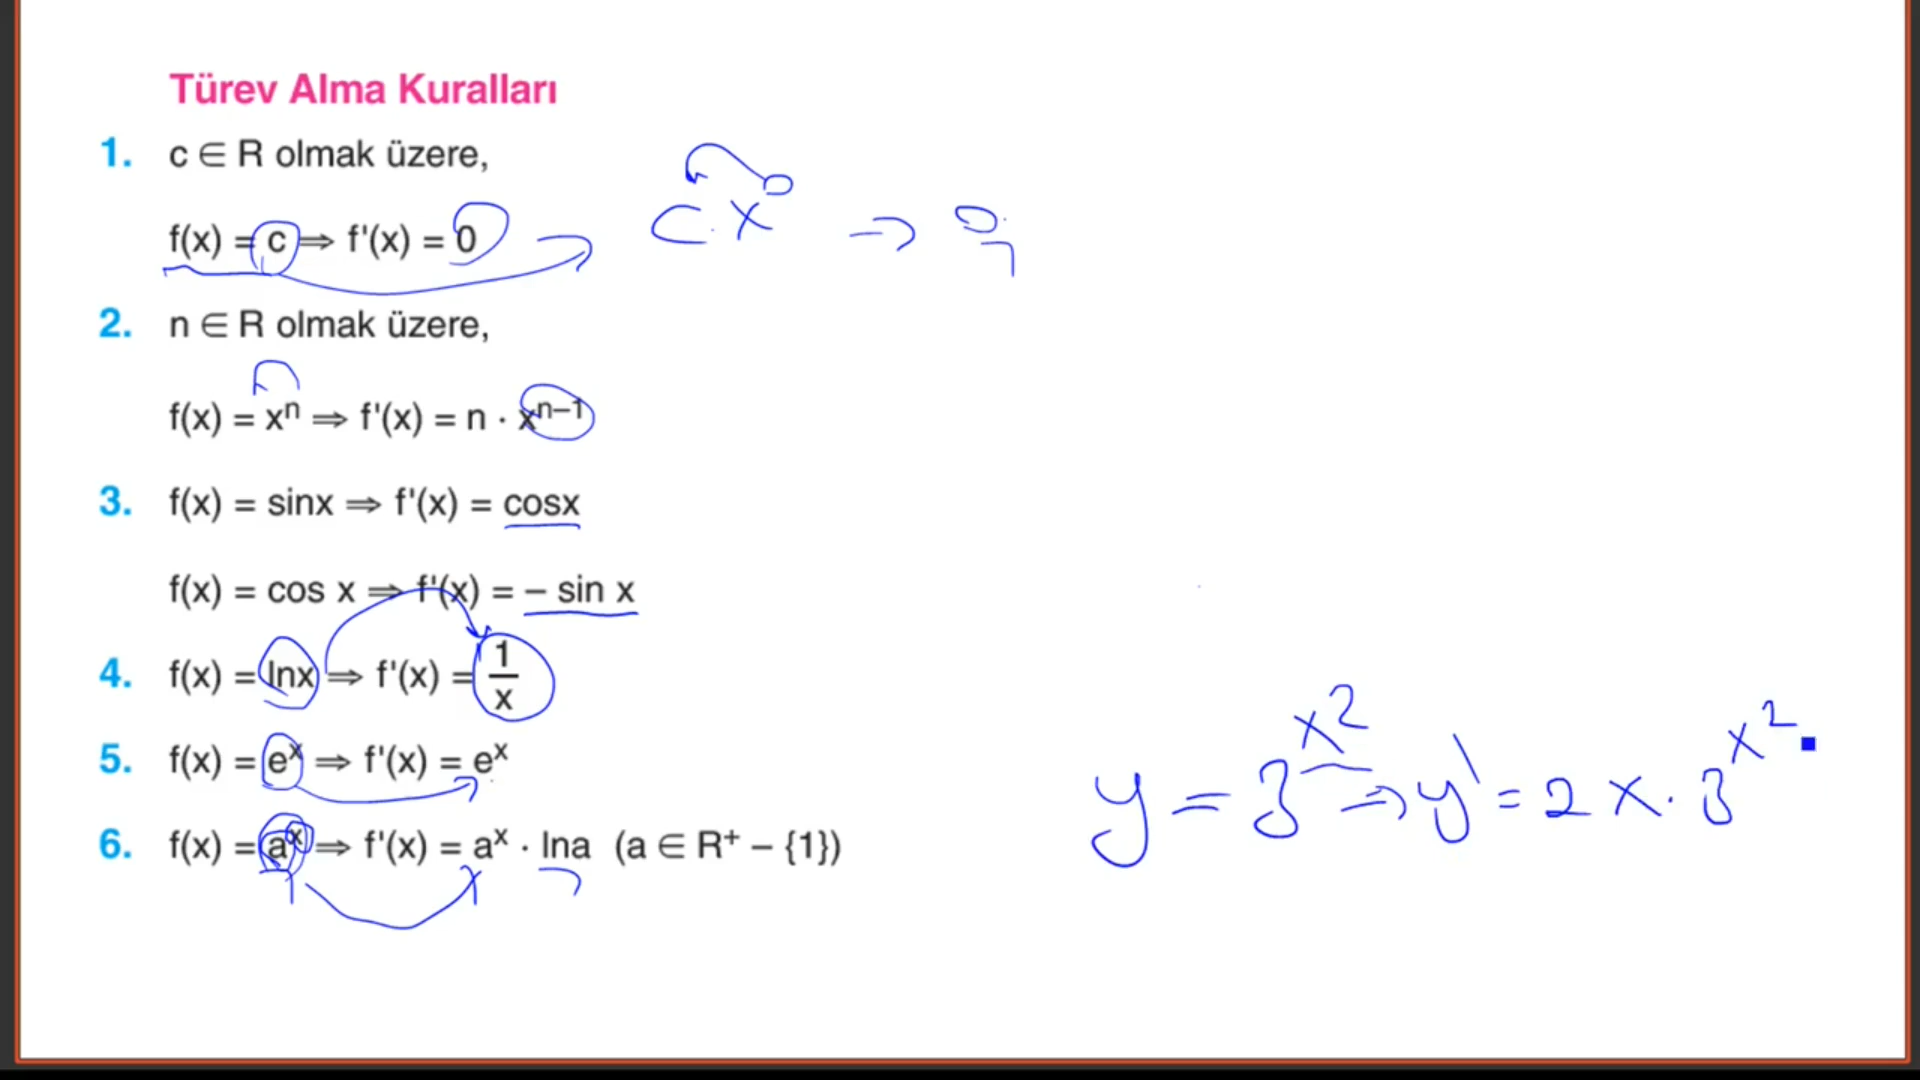 Türev Alma Kuralları
1. c ∈ R olmak üzere,
f(x) = c ⇒ f'(x) = 0
c.x⁰ → 0
2. n ∈ R olmak üzere,
f(x) = xⁿ ⇒ f'(x) = n · xⁿ⁻¹
3. f(x) = sinx ⇒ f'(x) = cosx
f(x) = cos x ⇒ f'(x) = – sin x
4. f(x) = lnx ⇒ f'(x) = 1/x
5. f(x) = eˣ ⇒ f'(x) = eˣ
6. f(x) = aˣ ⇒ f'(x) = aˣ · lna (a ∈ R⁺ – {1})
y = 3^x² ⇒ y' = 2x.3^x²